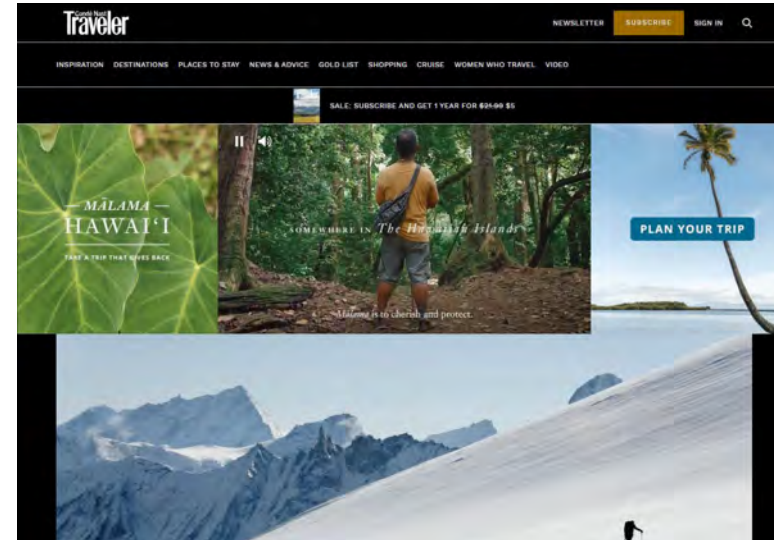 Condé Nast
Traveler
NEWSLETTER SUBSCRIBE SIGN IN
INSPIRATION DESTINATIONS PLACES TO STAY NEWS & ADVICE GOLD LIST SHOPPING CRUISE WOMEN WHO TRAVEL VIDEO
SALE: SUBSCRIBE AND GET 1 YEAR FOR $21.99 $5
MĀLAMA
HAWAI‘I
TAKE A TRIP THAT GIVES BACK
SOMEWHERE IN The Hawaiian Islands
Mālama is to cherish and protect.
PLAN YOUR TRIP